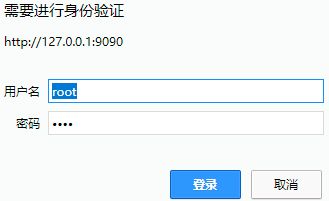 需要进行身份验证
http://127.0.0.1:9090
用户名 root
密码 ••••
登录 取消